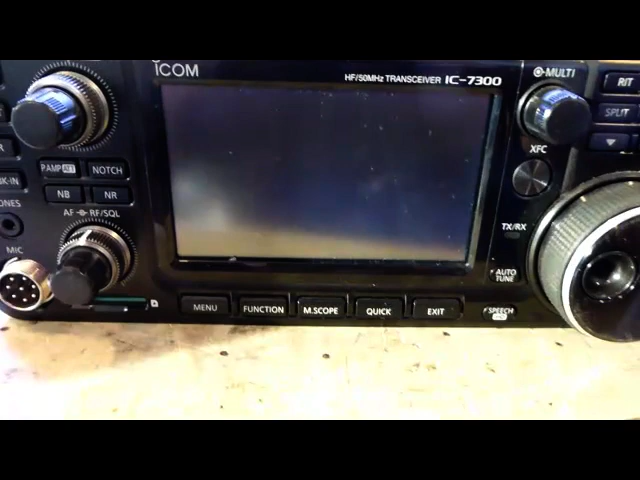 ICOM
HF/50MHz TRANSCEIVER IC-7300
MULTI
RIT
SPLIT
XFC
P.AMP ATT
NOTCH
NB
NR
AF RF/SQL
MIC
TX/RX
AUTO
TUNE
MENU
FUNCTION
M.SCOPE
QUICK
EXIT
SPEECH